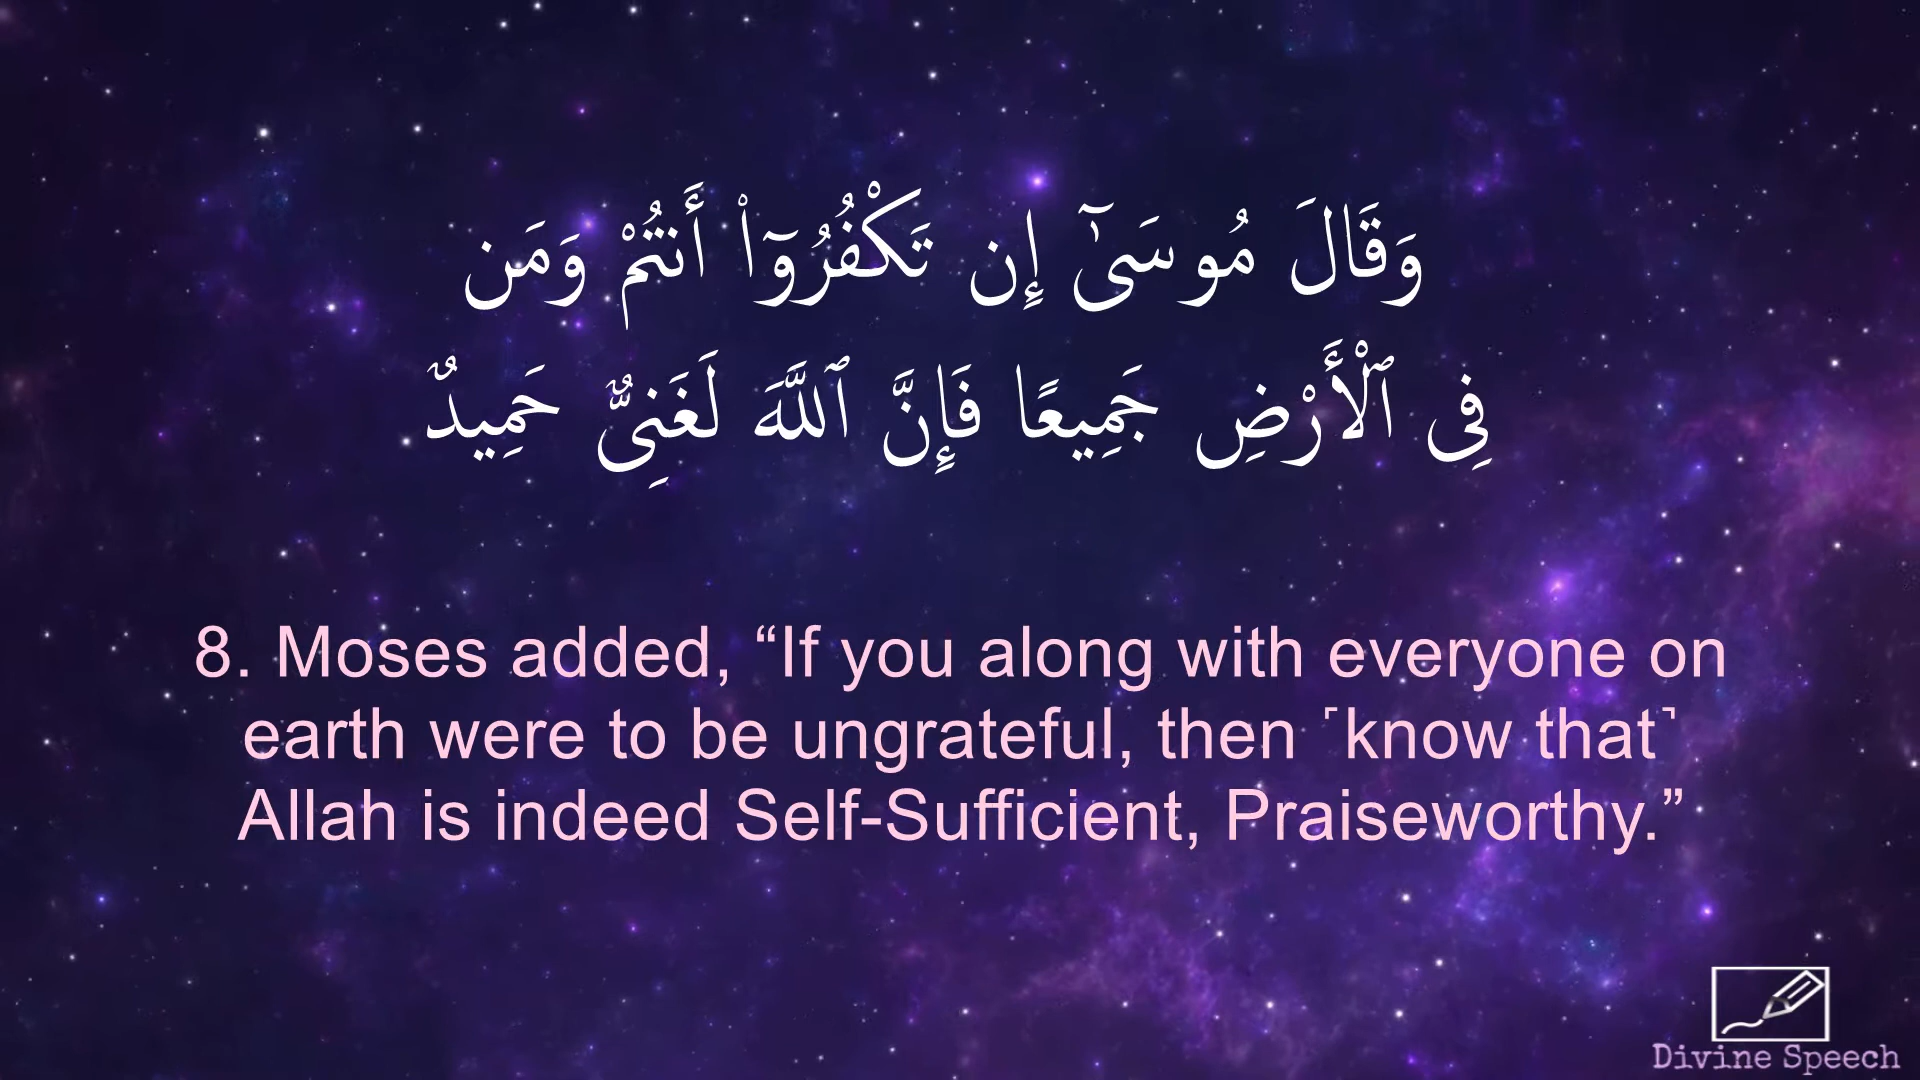 وَقَالَ مُوسَىٰٓ إِن تَكْفُرُوٓا۟ أَنتُمْ وَمَن
فِى ٱلْأَرْضِ جَمِيعًا فَإِنَّ ٱللَّهَ لَغَنِىٌّ حَمِيدٌ
8. Moses added, “If you along with everyone on
earth were to be ungrateful, then ˹know that˺
Allah is indeed Self-Sufficient, Praiseworthy.”
Divine Speech